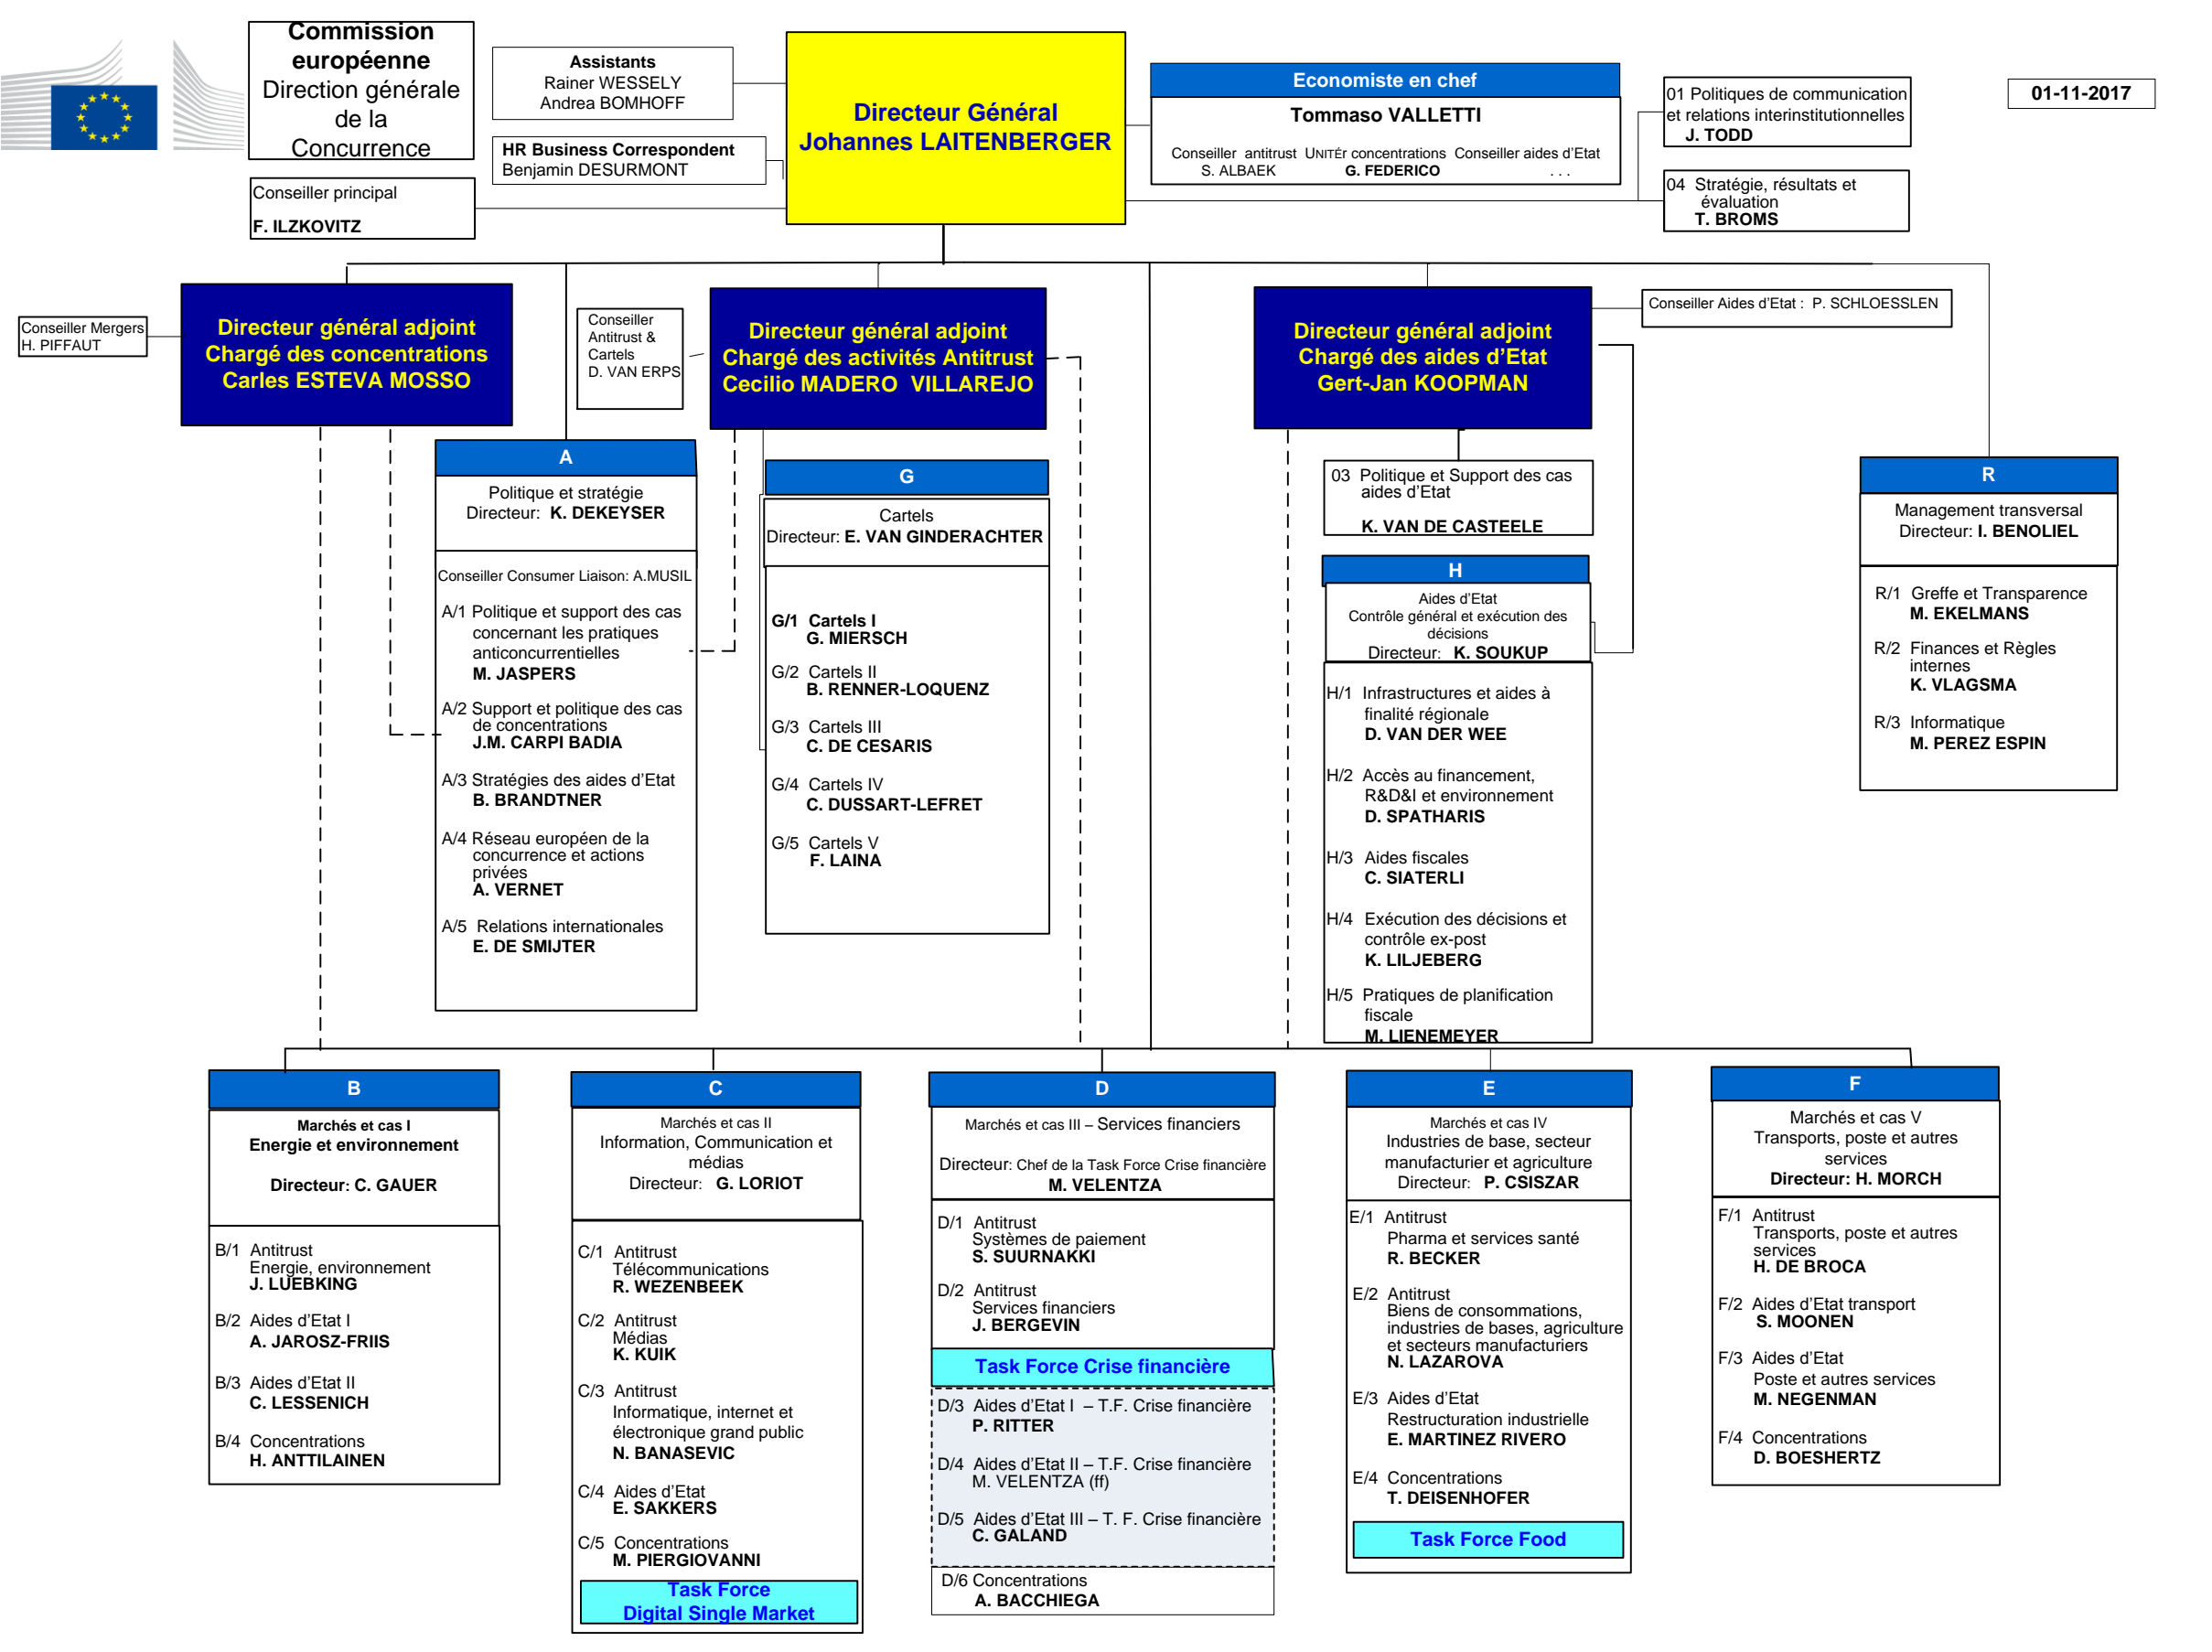 Commission
européenne
Direction générale
de la
Concurrence
Assistants
Rainer WESSELY
Andrea BOMHOFF
HR Business Correspondent
Benjamin DESURMONT
Conseiller principal
F. ILZKOVITZ
Directeur Général
Johannes LAITENBERGER
Economiste en chef
Tommaso VALLETTI
Conseiller antitrust UNITÉr concentrations Conseiller aides d'Etat
S. ALBAEK G. FEDERICO . . .
01 Politiques de communication
et relations interinstitutionnelles
J. TODD
04 Stratégie, résultats et
évaluation
T. BROMS
01-11-2017
Conseiller Mergers
H. PIFFAUT
Directeur général adjoint
Chargé des concentrations
Carles ESTEVA MOSSO
Conseiller
Antitrust &
Cartels
D. VAN ERPS
Directeur général adjoint
Chargé des activités Antitrust
Cecilio MADERO VILLAREJO
Directeur général adjoint
Chargé des aides d'Etat
Gert-Jan KOOPMAN
Conseiller Aides d'Etat : P. SCHLOESSLEN
A
Politique et stratégie
Directeur: K. DEKEYSER
Conseiller Consumer Liaison: A.MUSIL
A/1 Politique et support des cas
concernant les pratiques
anticoncurrentielles
M. JASPERS
A/2 Support et politique des cas
de concentrations
J.M. CARPI BADIA
A/3 Stratégies des aides d'Etat
B. BRANDTNER
A/4 Réseau européen de la
concurrence et actions
privées
A. VERNET
A/5 Relations internationales
E. DE SMIJTER
G
Cartels
Directeur: E. VAN GINDERACHTER
G/1 Cartels I
G. MIERSCH
G/2 Cartels II
B. RENNER-LOQUENZ
G/3 Cartels III
C. DE CESARIS
G/4 Cartels IV
C. DUSSART-LEFRET
G/5 Cartels V
F. LAINA
03 Politique et Support des cas
aides d'Etat
K. VAN DE CASTEELE
H
Aides d'Etat
Contrôle général et exécution des
décisions
Directeur: K. SOUKUP
H/1 Infrastructures et aides à
finalité régionale
D. VAN DER WEE
H/2 Accès au financement,
R&D&I et environnement
D. SPATHARIS
H/3 Aides fiscales
C. SIATERLI
H/4 Exécution des décisions et
contrôle ex-post
K. LILJEBERG
H/5 Pratiques de planification
fiscale
M. LIENEMEYER
R
Management transversal
Directeur: I. BENOLIEL
R/1 Greffe et Transparence
M. EKELMANS
R/2 Finances et Règles
internes
K. VLAGSMA
R/3 Informatique
M. PEREZ ESPIN
B
Marchés et cas I
Energie et environnement
Directeur: C. GAUER
B/1 Antitrust
Energie, environnement
J. LUEBKING
B/2 Aides d'Etat I
A. JAROSZ-FRIIS
B/3 Aides d'Etat II
C. LESSENICH
B/4 Concentrations
H. ANTTILAINEN
C
Marchés et cas II
Information, Communication et
médias
Directeur: G. LORIOT
C/1 Antitrust
Télécommunications
R. WEZENBEEK
C/2 Antitrust
Médias
K. KUIK
C/3 Antitrust
Informatique, internet et
électronique grand public
N. BANASEVIC
C/4 Aides d'Etat
E. SAKKERS
C/5 Concentrations
M. PIERGIOVANNI
Task Force
Digital Single Market
D
Marchés et cas III – Services financiers
Directeur: Chef de la Task Force Crise financière
M. VELENTZA
D/1 Antitrust
Systèmes de paiement
S. SUURNAKKI
D/2 Antitrust
Services financiers
J. BERGEVIN
Task Force Crise financière
D/3 Aides d'Etat I – T.F. Crise financière
P. RITTER
D/4 Aides d'Etat II – T.F. Crise financière
M. VELENTZA (ff)
D/5 Aides d'Etat III – T. F. Crise financière
C. GALAND
D/6 Concentrations
A. BACCHIEGA
E
Marchés et cas IV
Industries de base, secteur
manufacturier et agriculture
Directeur: P. CSISZAR
E/1 Antitrust
Pharma et services santé
R. BECKER
E/2 Antitrust
Biens de consommations,
industries de bases, agriculture
et secteurs manufacturiers
N. LAZAROVA
E/3 Aides d'Etat
Restructuration industrielle
E. MARTINEZ RIVERO
E/4 Concentrations
T. DEISENHOFER
Task Force Food
F
Marchés et cas V
Transports, poste et autres
services
Directeur: H. MORCH
F/1 Antitrust
Transports, poste et autres
services
H. DE BROCA
F/2 Aides d'Etat transport
S. MOONEN
F/3 Aides d'Etat
Poste et autres services
M. NEGENMAN
F/4 Concentrations
D. BOESHERTZ